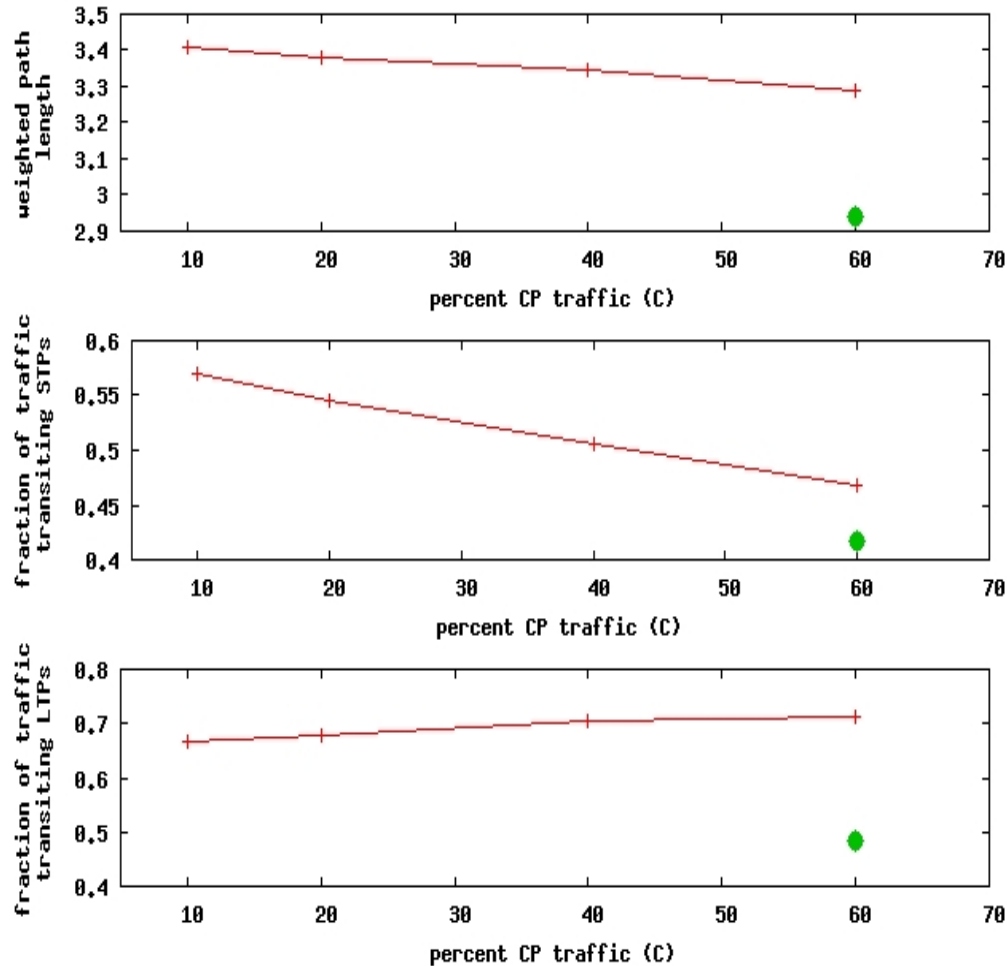 weighted path
length
3.5
3.4
3.3
3.2
3.1
3
2.9
10 20 30 40 50 60 70
percent CP traffic (C)
fraction of traffic
transiting STPs
0.6
0.55
0.5
0.45
0.4
10 20 30 40 50 60 70
percent CP traffic (C)
fraction of traffic
transiting LTPs
0.8
0.7
0.6
0.5
0.4
10 20 30 40 50 60 70
percent CP traffic (C)